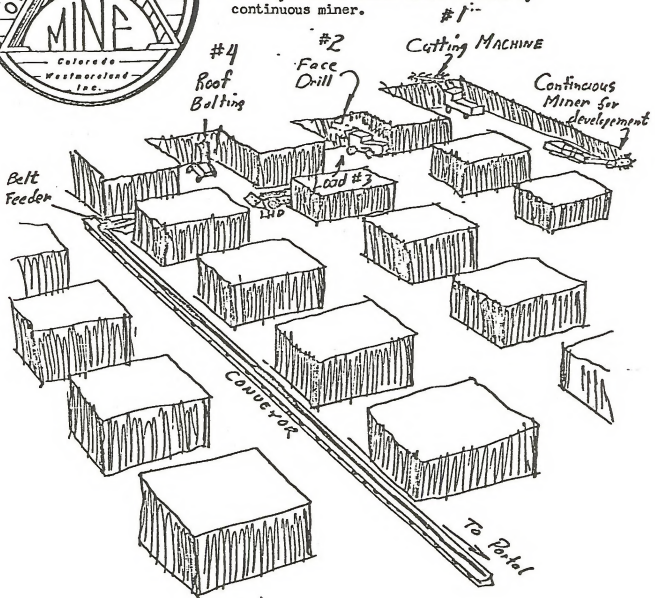 continuous miner.
MINE
Colorado
Westmoreland
Inc.
#1
Cutting MACHINE
#2
Face
Drill
#4
Roof
Bolting
Continuous
Miner for
developement
Load #3
LHD
Belt
Feeder
CONVEYOR
To Portal